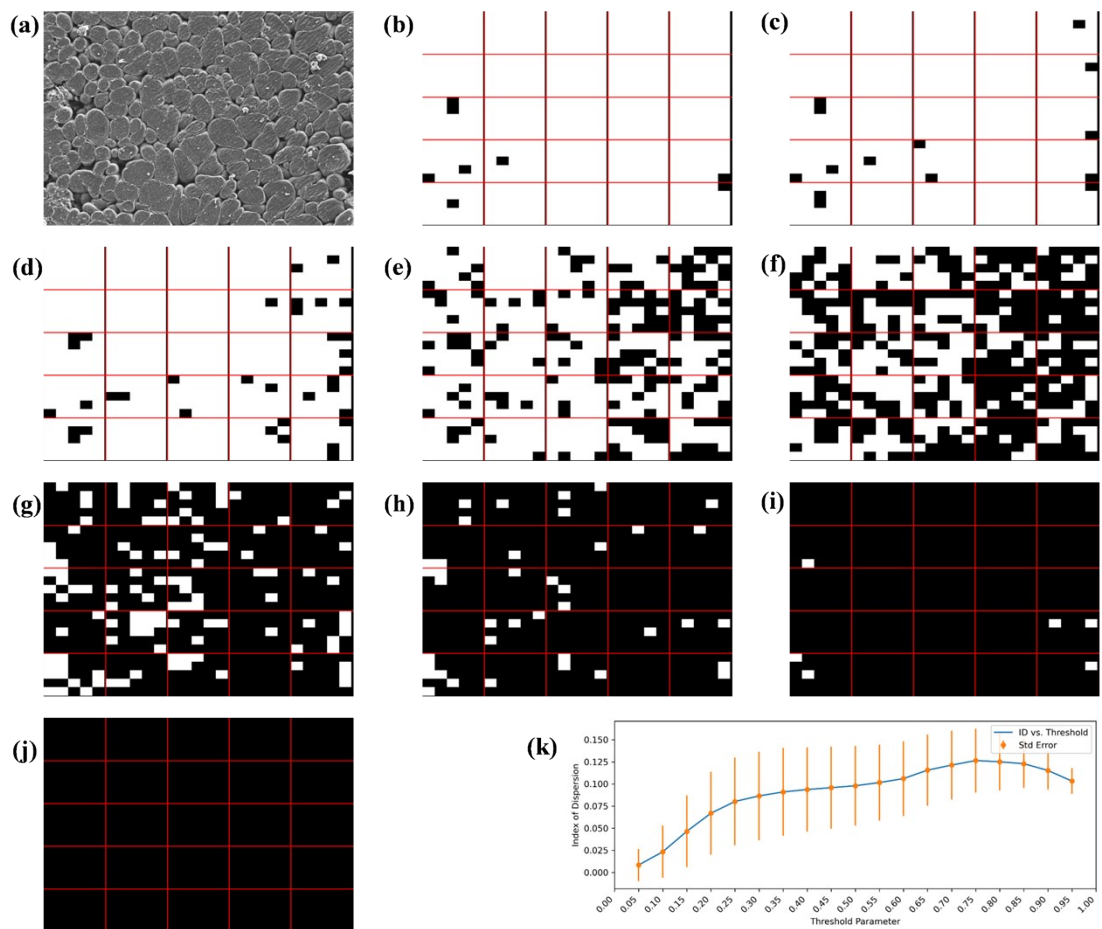 (a)
(b)
(c)
(d)
(e)
(f)
(g)
(h)
(i)
(j)
(k)
ID vs. Threshold
Std Error
Index of Dispersion
0.150
0.125
0.100
0.075
0.050
0.025
0.000
0.00 0.05 0.10 0.15 0.20 0.25 0.30 0.35 0.40 0.45 0.50 0.55 0.60 0.65 0.70 0.75 0.80 0.85 0.90 0.95 1.00
Threshold Parameter